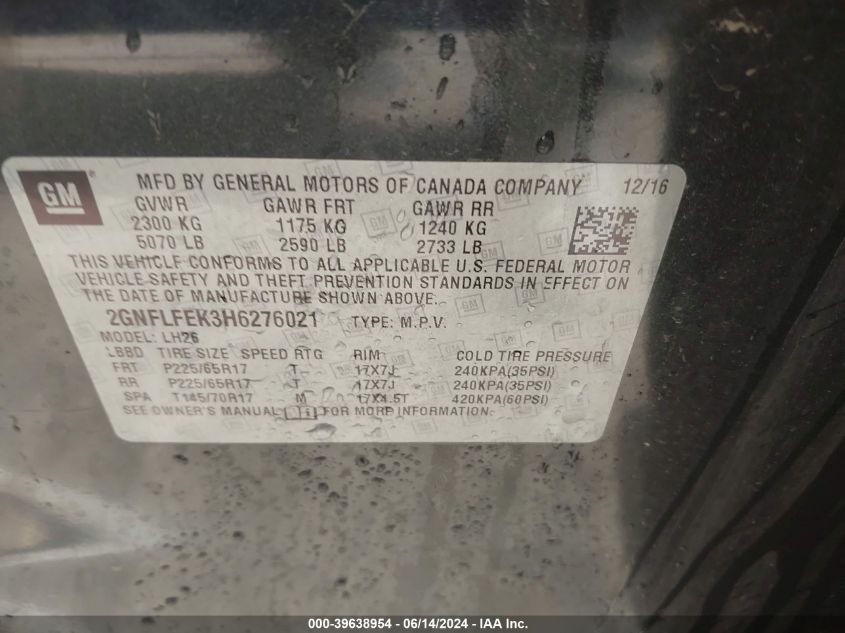 GM
MFD BY GENERAL MOTORS OF CANADA COMPANY 12/16
GVWR GAWR FRT GAWR RR
2300 KG 1175 KG 1240 KG
5070 LB 2590 LB 2733 LB
THIS VEHICLE CONFORMS TO ALL APPLICABLE U.S. FEDERAL MOTOR
VEHICLE SAFETY AND THEFT PREVENTION STANDARDS IN EFFECT ON
THE DATE OF MANUFACTURE SHOWN ABOVE.
2GNFLFEK3H6276021 TYPE: M.P.V.
MODEL: LH26
LBBD TIRE SIZE SPEED RTG RIM COLD TIRE PRESSURE
FRT P225/65R17 T 17X7J 240KPA(35PSI)
RR P225/65R17 T 17X7J 240KPA(35PSI)
SPA T145/70R17 M 17X4.5T 420KPA(60PSI)
SEE OWNER'S MANUAL FOR MORE INFORMATION.
000-39638954 - 06/14/2024 - IAA Inc.